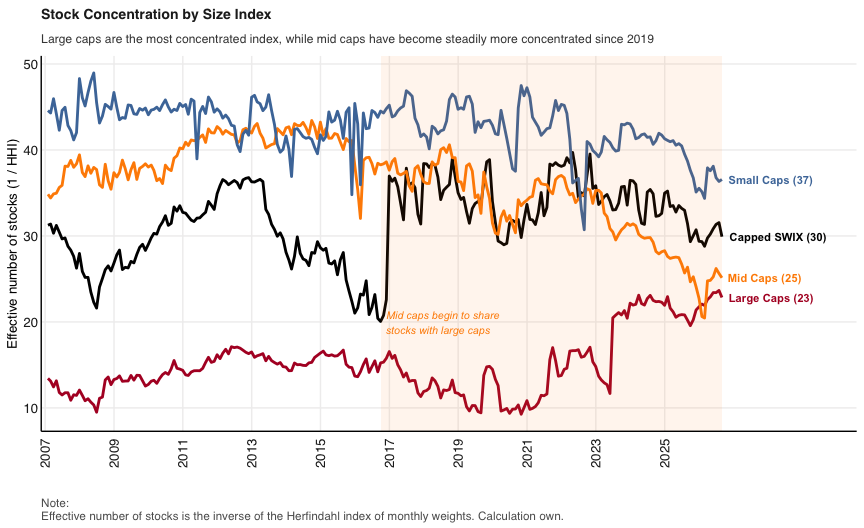 Stock Concentration by Size Index
Large caps are the most concentrated index, while mid caps have become steadily more concentrated since 2019
Effective number of stocks (1 / HHI)
50
40
30
20
10
Small Caps (37)
Capped SWIX (30)
Mid Caps (25)
Large Caps (23)
Mid caps begin to share
stocks with large caps
2007
2009
2011
2013
2015
2017
2019
2021
2023
2025
Note:
Effective number of stocks is the inverse of the Herfindahl index of monthly weights. Calculation own.